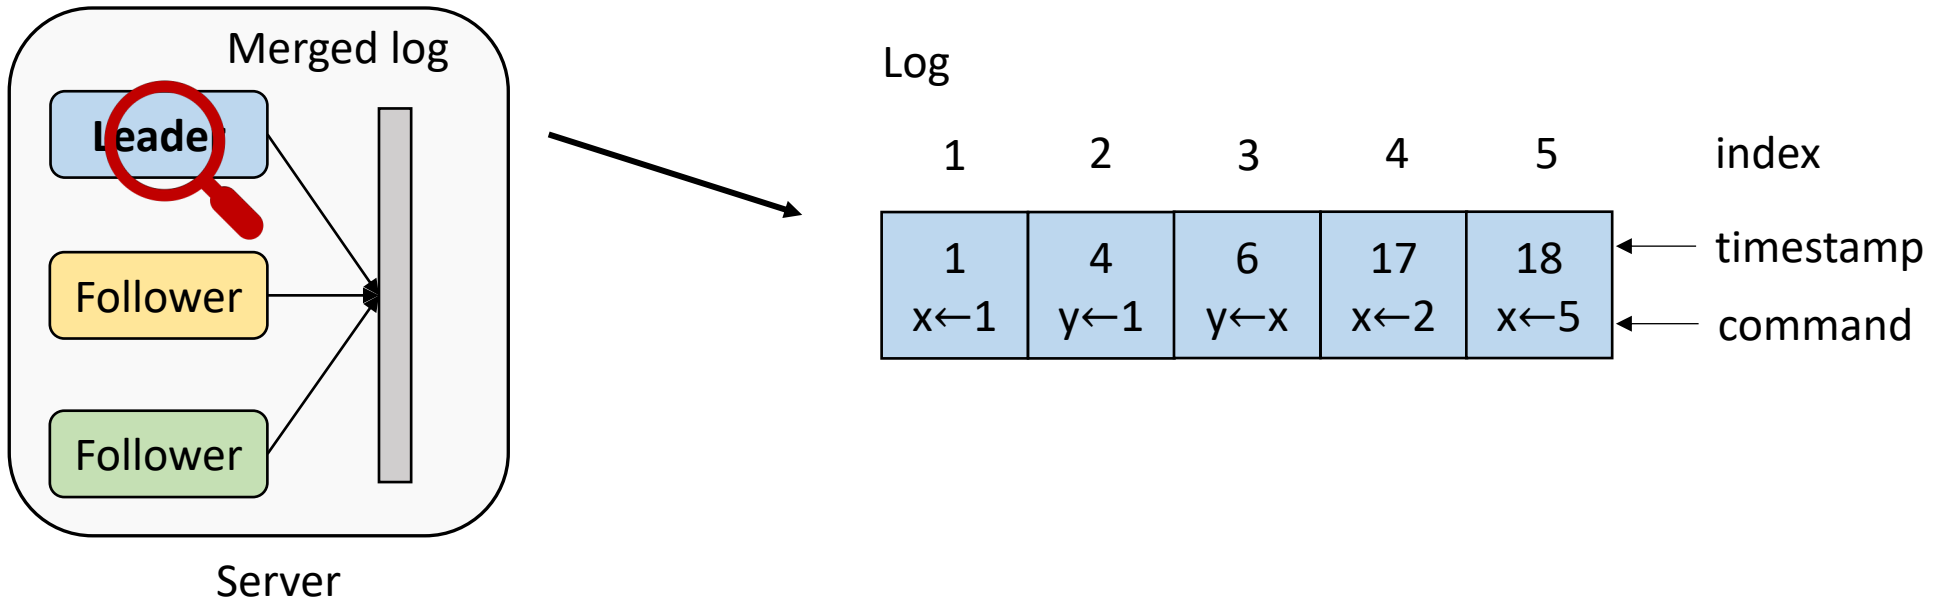 Merged log
Leader
Follower
Follower
Server
Log
1 2 3 4 5 index
1 4 6 17 18 timestamp
x←1 y←1 y←x x←2 x←5 command